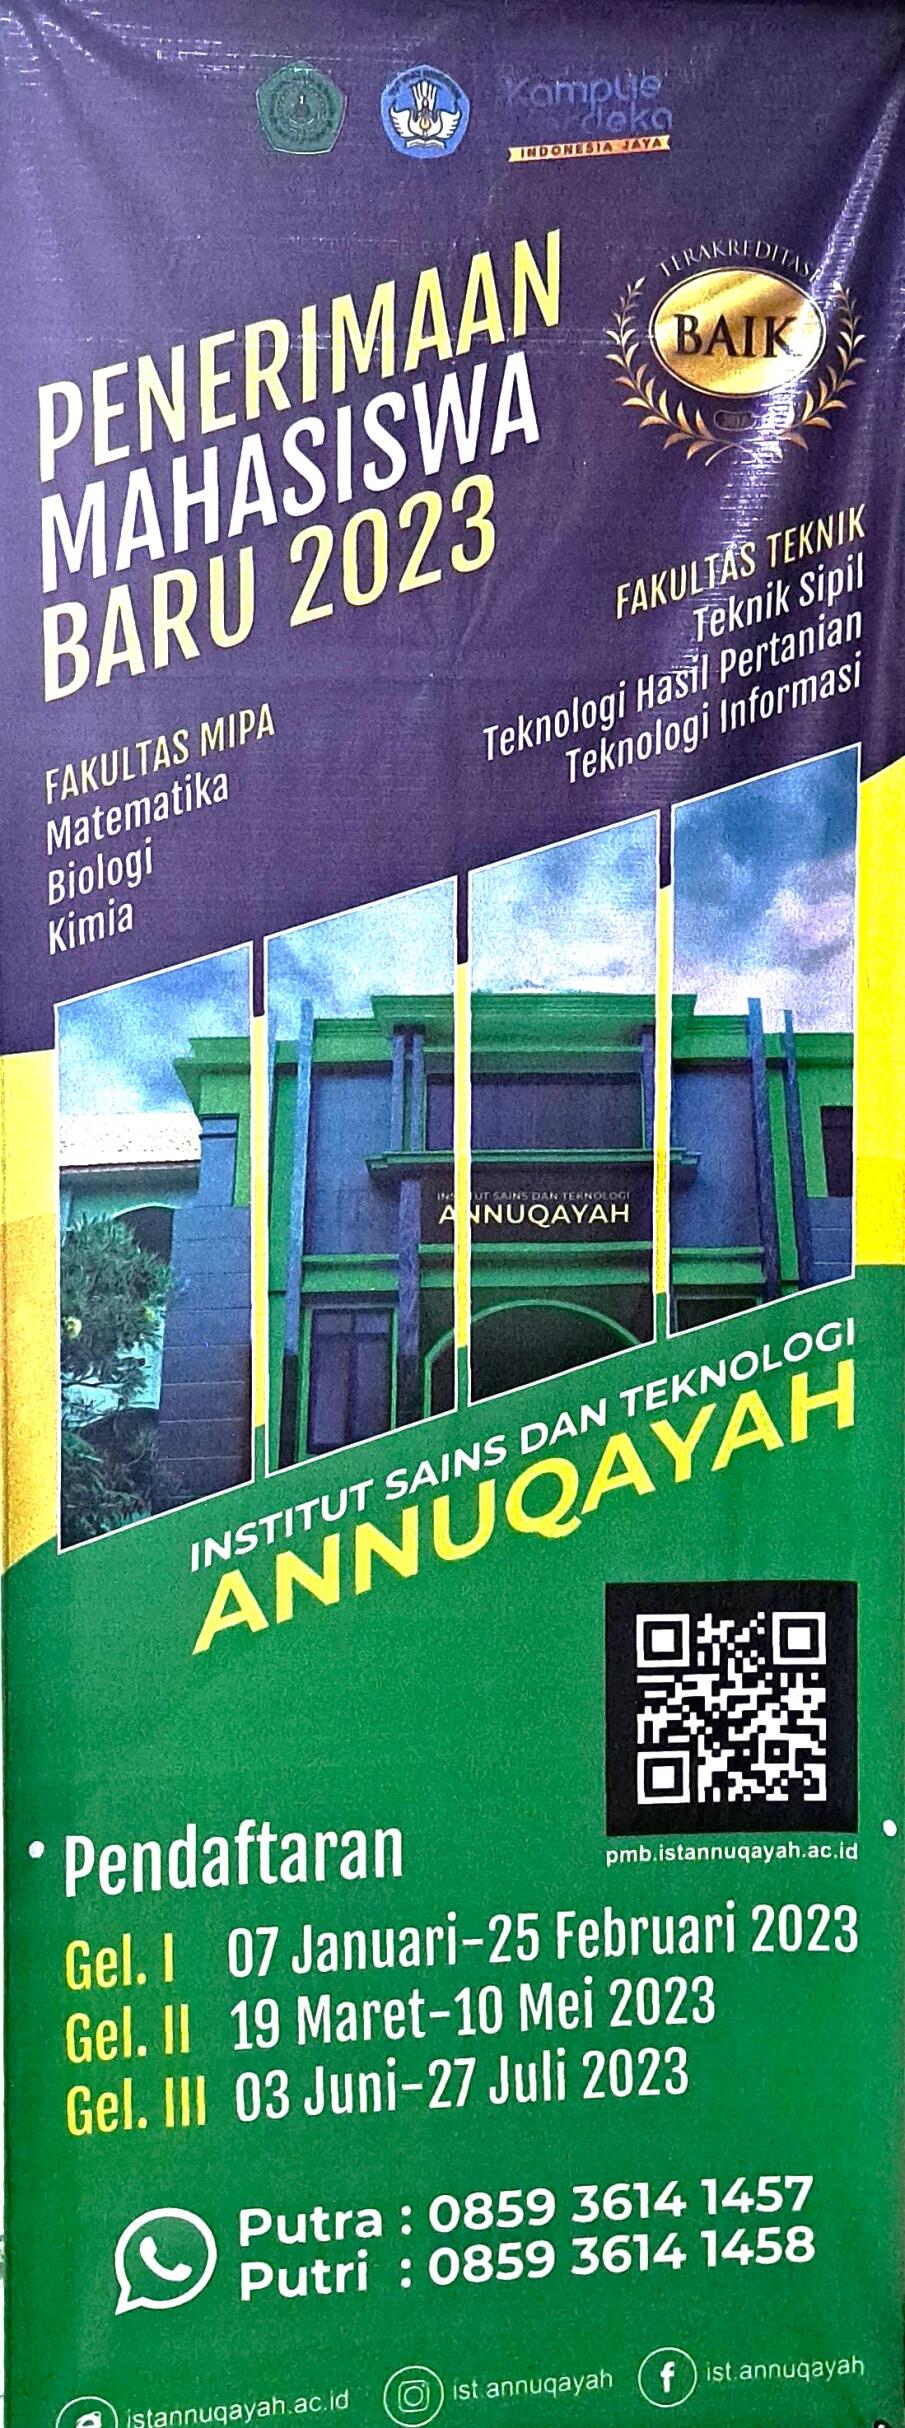 Kampus
Merdeka
INDONESIA JAYA
TERAKREDITASI
BAIK
PENERIMAAN
MAHASISWA
BARU 2023
FAKULTAS TEKNIK
Teknik Sipil
Teknologi Hasil Pertanian
Teknologi Informasi
FAKULTAS MIPA
Matematika
Biologi
Kimia
INSTITUT SAINS DAN TEKNOLOGI
ANNUQAYAH
INSTITUT SAINS DAN TEKNOLOGI
ANNUQAYAH
pmb.istannuqayah.ac.id
Pendaftaran
Gel. I 07 Januari-25 Februari 2023
Gel. II 19 Maret-10 Mei 2023
Gel. III 03 Juni-27 Juli 2023
Putra : 0859 3614 1457
Putri : 0859 3614 1458
istannuqayah.ac.id ist.annuqayah ist.annuqayah